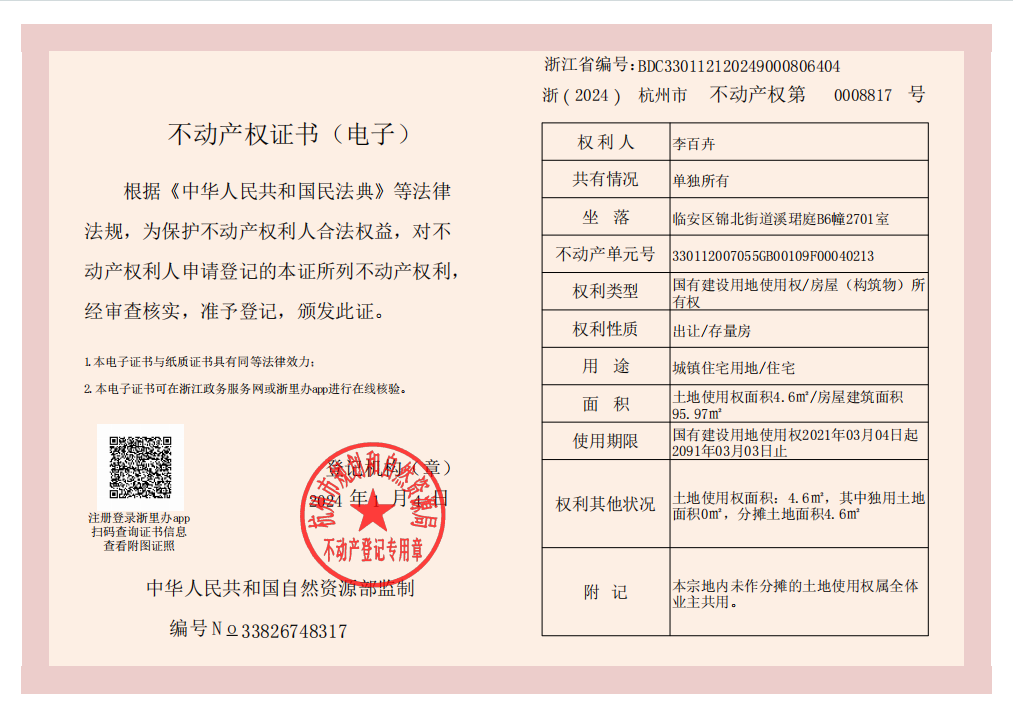 不动产权证书（电子）
根据《中华人民共和国民法典》等法律
法规，为保护不动产权利人合法权益，对不
动产权利人申请登记的本证所列不动产权利，
经审查核实，准予登记，颁发此证。
1.本电子证书与纸质证书具有同等法律效力；
2.本电子证书可在浙江政务服务网或浙里办app进行在线核验。
注册登录浙里办app
扫码查询证书信息
查看附图证照
登记机构（章）
2024 年 1 月 4 日
杭州市规划和自然资源局
不动产登记专用章
中华人民共和国自然资源部监制
编号 № 33826748317
浙江省编号：BDC330112120249000806404
浙（2024） 杭州市 不动产权第 0008817 号
权利人 李百卉
共有情况 单独所有
坐 落 临安区锦北街道溪珺庭B6幢2701室
不动产单元号 330112007055GB00109F00040213
权利类型 国有建设用地使用权/房屋（构筑物）所
有权
权利性质 出让/存量房
用 途 城镇住宅用地/住宅
面 积 土地使用权面积4.6㎡/房屋建筑面积
95.97㎡
使用期限 国有建设用地使用权2021年03月04日起
2091年03月03日止
权利其他状况 土地使用权面积：4.6㎡，其中独用土地
面积0㎡，分摊土地面积4.6㎡
附 记 本宗地内未作分摊的土地使用权属全体
业主共用。